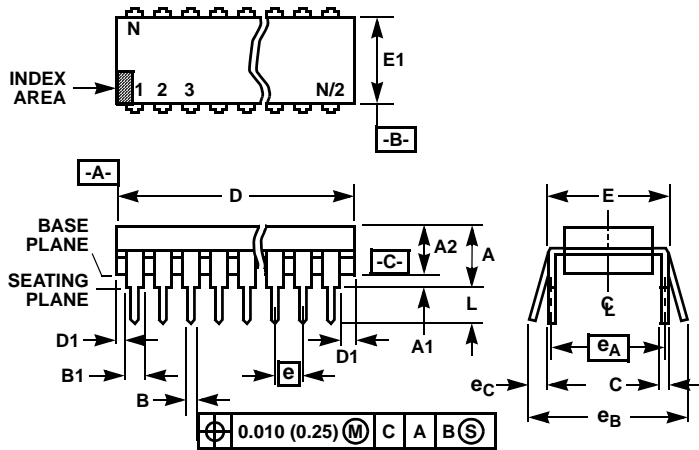 N
E1
INDEX
AREA
1 2 3 N/2
-B-
-A-
D
E
BASE
PLANE
A2
A
-C-
SEATING
PLANE
L
C L
D1
A1
D1
eA
B1
e
eC
C
B
eB
0.010 (0.25) M C A B S